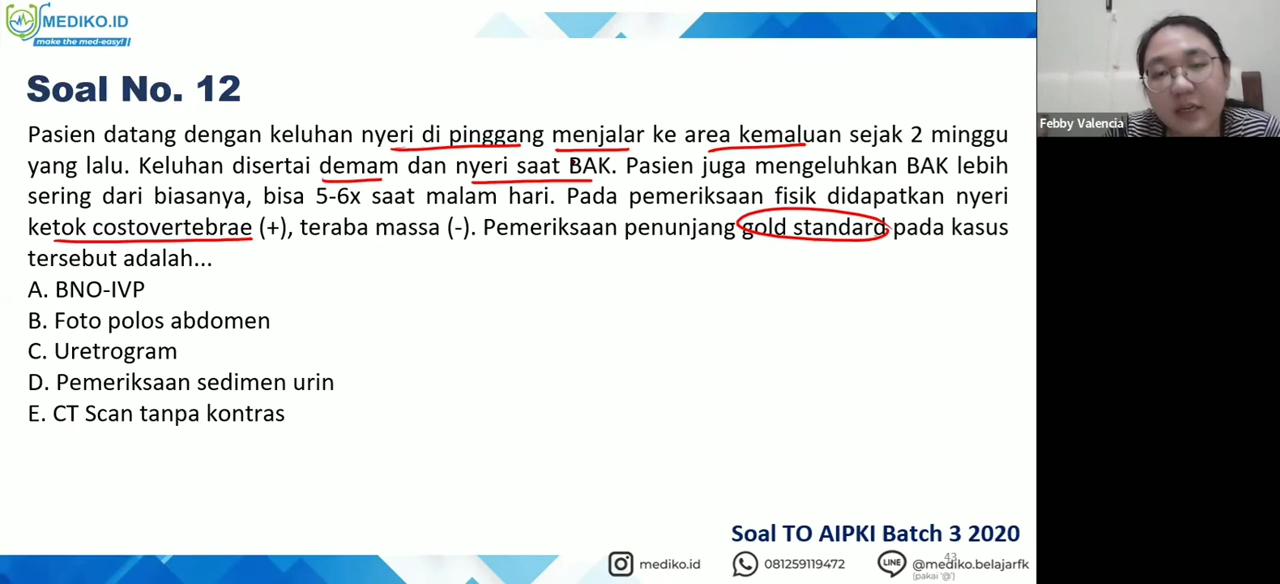 MEDIKO.ID
make the med-easy!
Soal No. 12
Pasien datang dengan keluhan nyeri di pinggang menjalar ke area kemaluan sejak 2 minggu
yang lalu. Keluhan disertai demam dan nyeri saat BAK. Pasien juga mengeluhkan BAK lebih
sering dari biasanya, bisa 5-6x saat malam hari. Pada pemeriksaan fisik didapatkan nyeri
ketok costovertebrae (+), teraba massa (-). Pemeriksaan penunjang gold standard pada kasus
tersebut adalah...
A. BNO-IVP
B. Foto polos abdomen
C. Uretrogram
D. Pemeriksaan sedimen urin
E. CT Scan tanpa kontras
Soal TO AIPKI Batch 3 2020
43
mediko.id
081259119472
LINE
@mediko.belajarfk
(pakai '@')
Febby Valencia